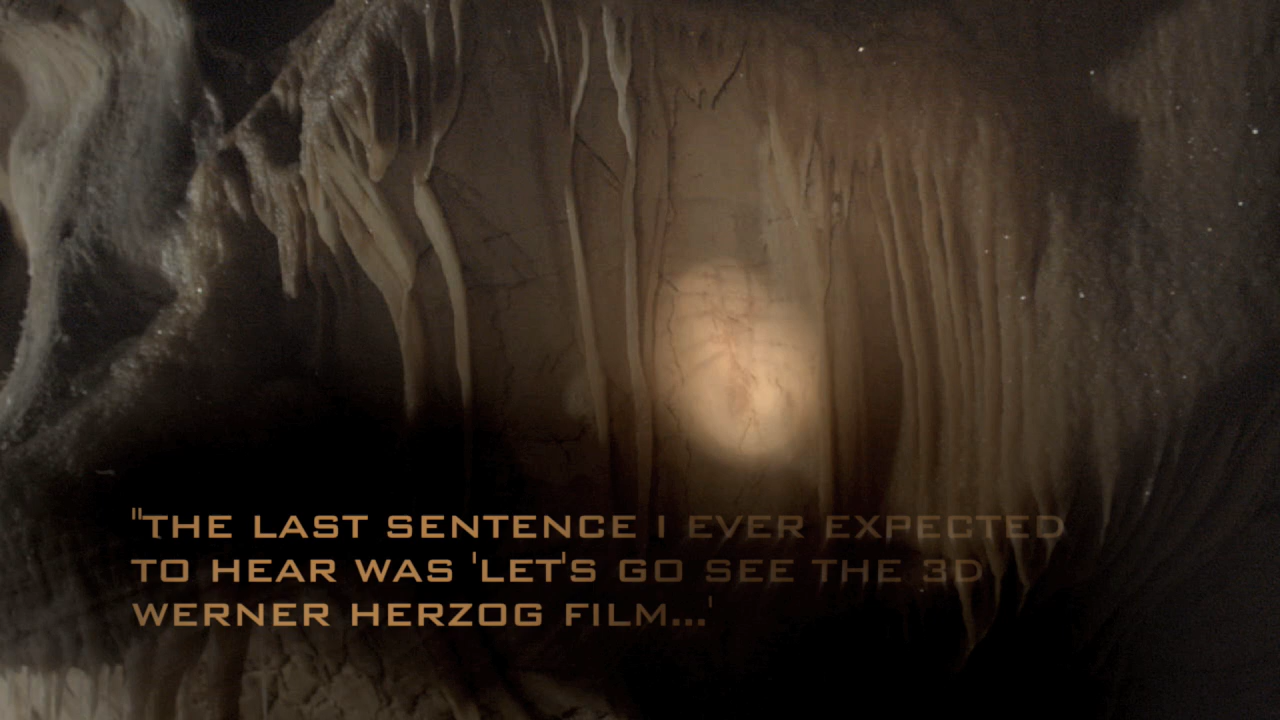 "THE LAST SENTENCE I EVER EXPECTED
TO HEAR WAS 'LET'S GO SEE THE 3D
WERNER HERZOG FILM...'